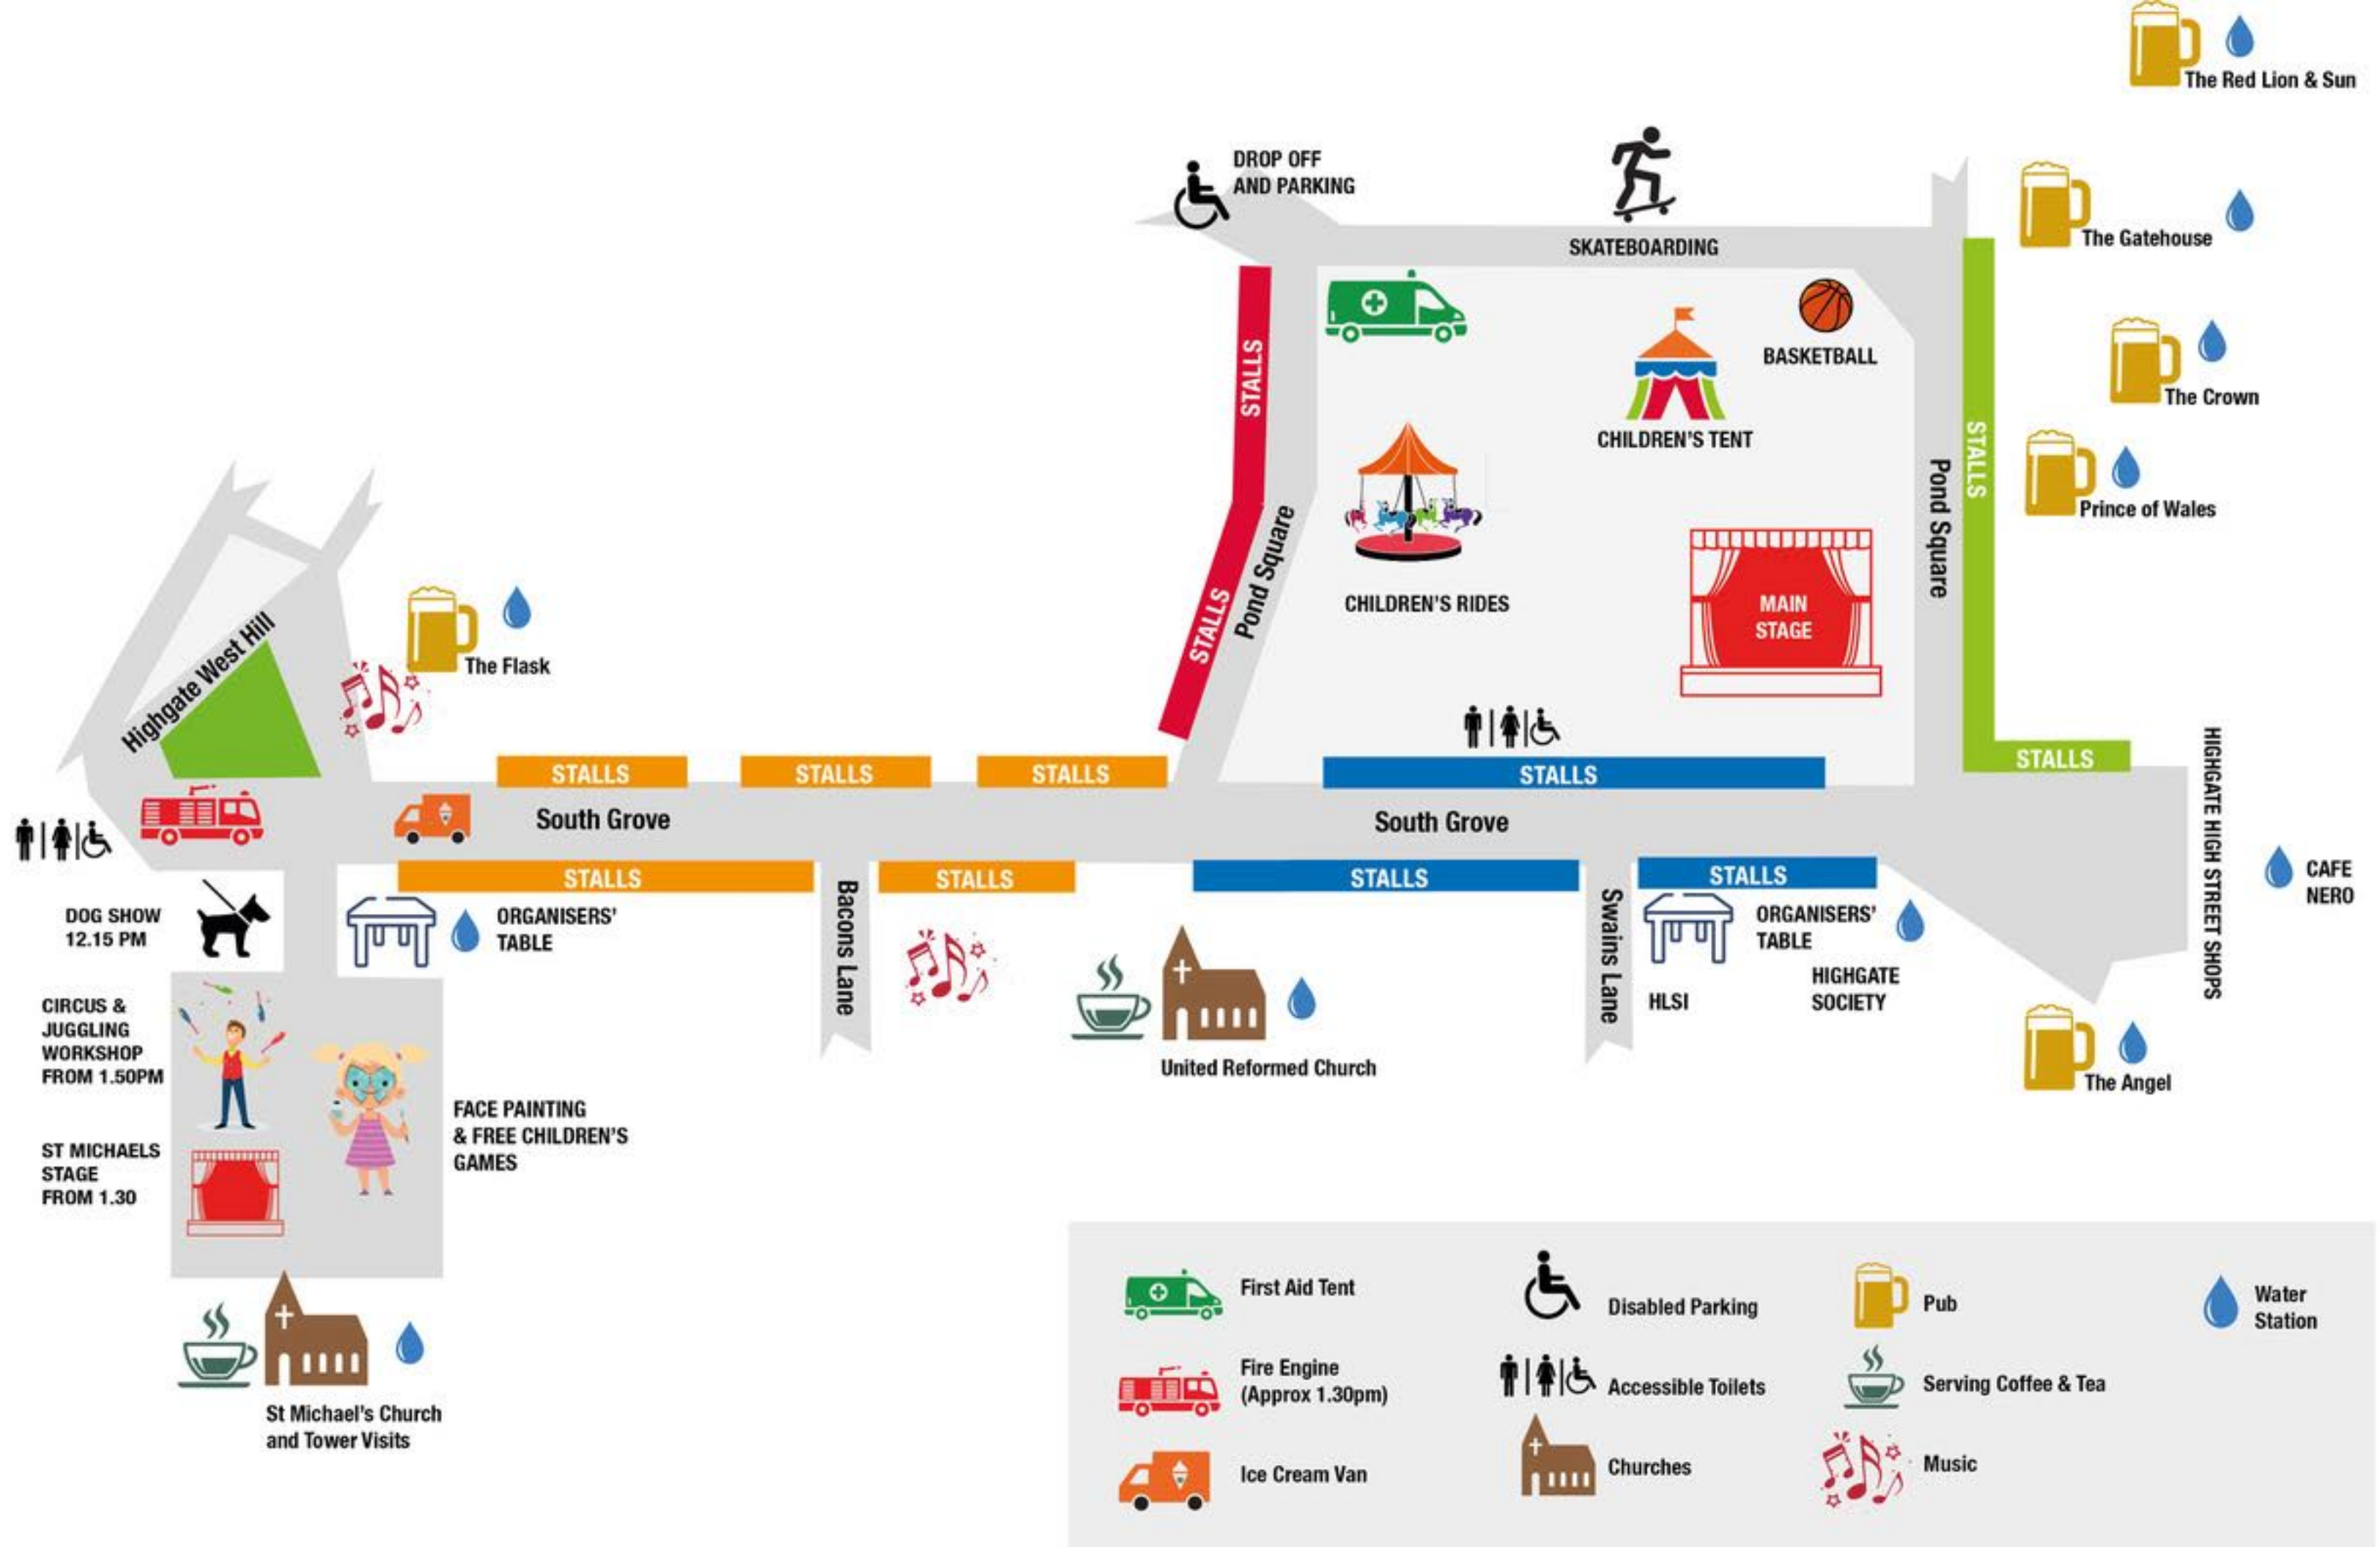 The Red Lion & Sun
DROP OFF
AND PARKING
SKATEBOARDING
The Gatehouse
STALLS
BASKETBALL
The Crown
CHILDREN'S TENT
STALLS
Pond Square
Prince of Wales
Pond Square
STALLS
CHILDREN'S RIDES
MAIN
STAGE
Highgate West Hill
The Flask
STALLS
STALLS
STALLS
STALLS
STALLS
HIGHGATE HIGH STREET SHOPS
South Grove
South Grove
STALLS
STALLS
STALLS
STALLS
CAFE
NERO
DOG SHOW
12.15 PM
ORGANISERS'
TABLE
Bacons Lane
Swains Lane
ORGANISERS'
TABLE
HIGHGATE
SOCIETY
HLSI
CIRCUS &
JUGGLING
WORKSHOP
FROM 1.50PM
United Reformed Church
The Angel
FACE PAINTING
& FREE CHILDREN'S
GAMES
ST MICHAELS
STAGE
FROM 1.30
St Michael's Church
and Tower Visits
First Aid Tent
Disabled Parking
Pub
Water
Station
Fire Engine
(Approx 1.30pm)
Accessible Toilets
Serving Coffee & Tea
Ice Cream Van
Churches
Music